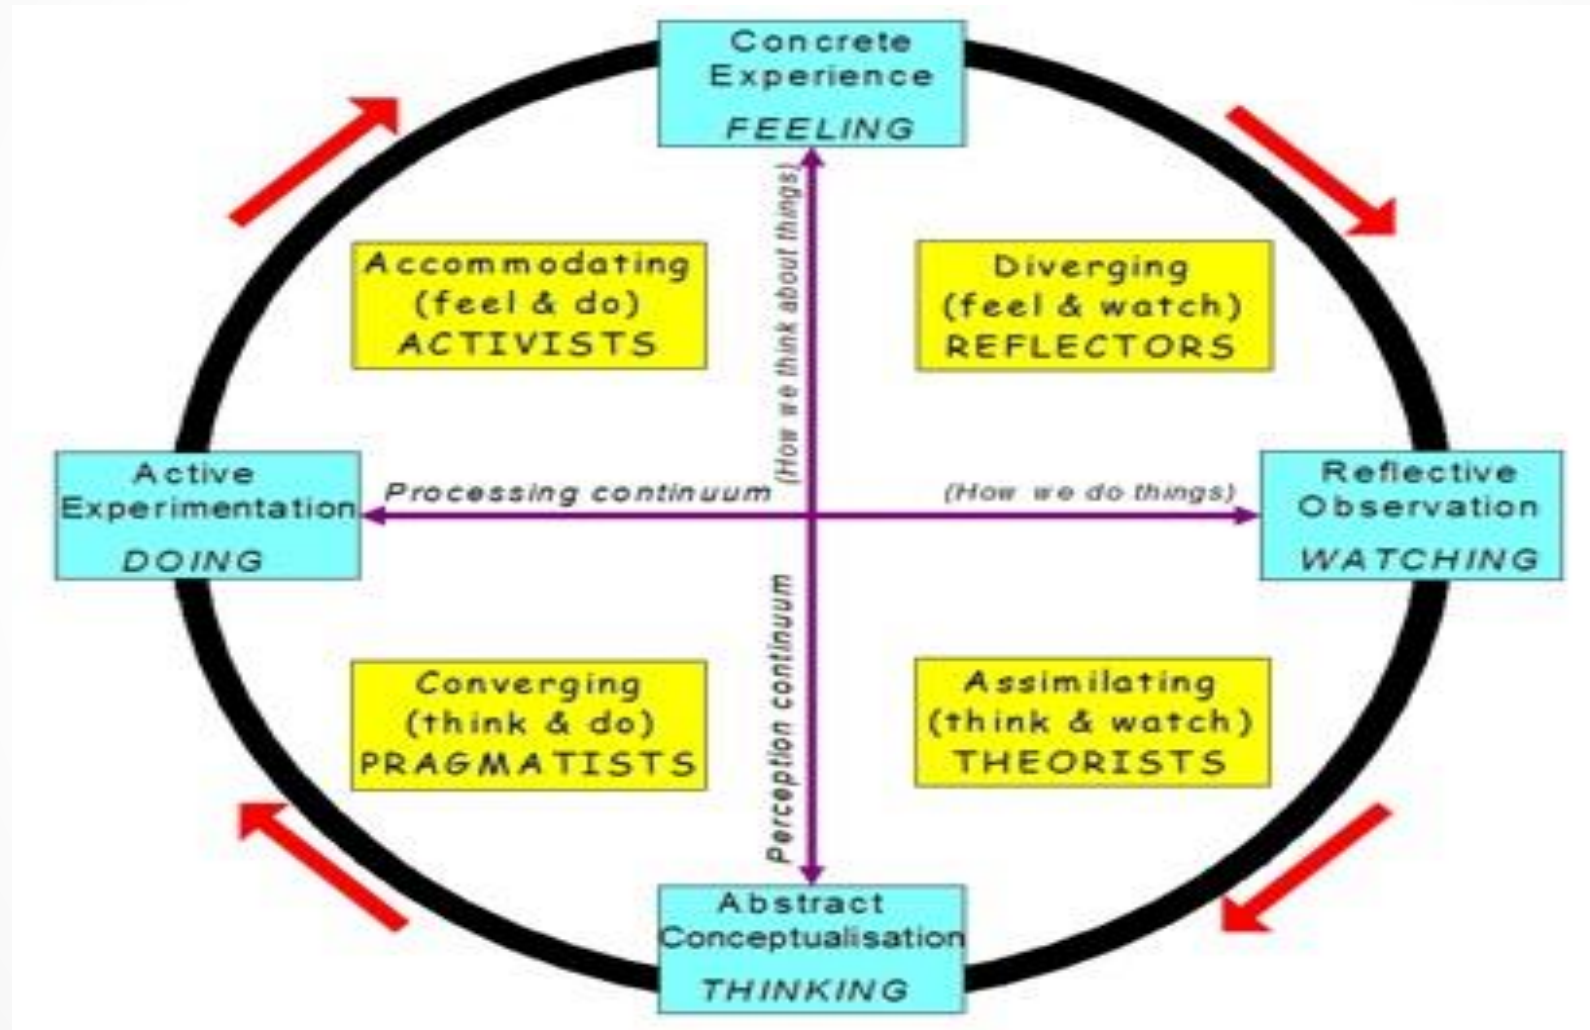 Concrete
Experience
FEELING
(How we think about things)
Accommodating
(feel & do)
ACTIVISTS
Diverging
(feel & watch)
REFLECTORS
Active
Experimentation
DOING
Processing continuum
(How we do things)
Reflective
Observation
WATCHING
Perception continuum
Converging
(think & do)
PRAGMATISTS
Assimilating
(think & watch)
THEORISTS
Abstract
Conceptualisation
THINKING